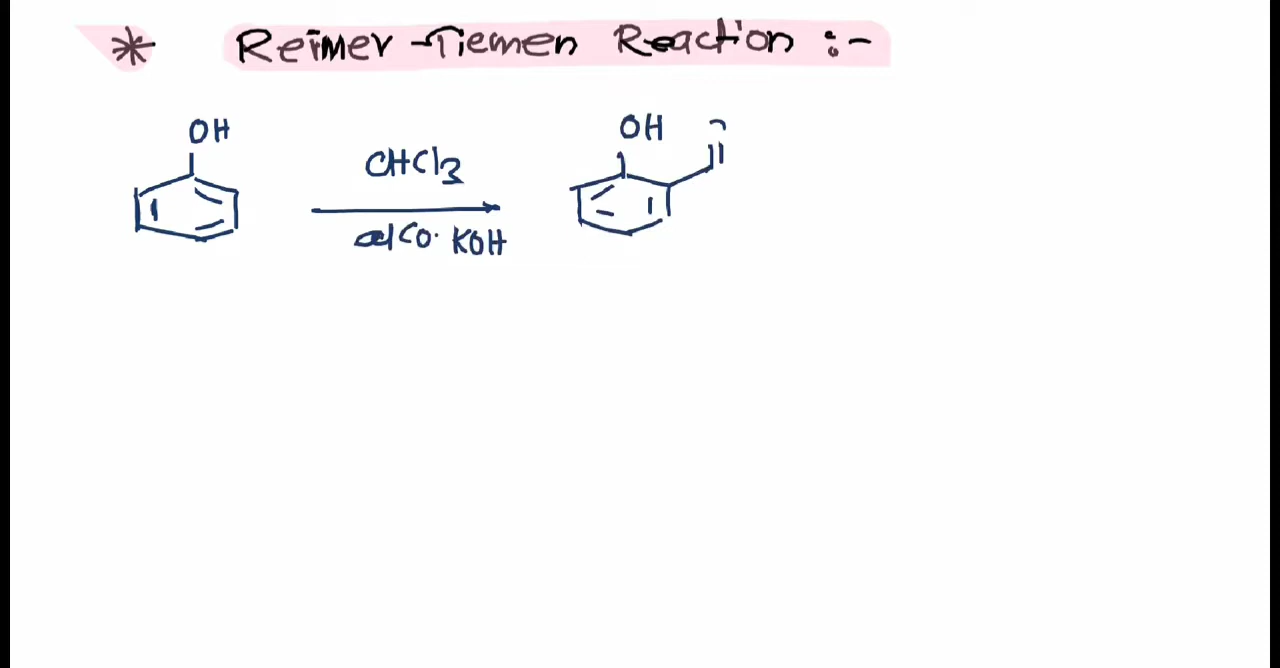 * Reimer-Tiemen Reaction :-
OH
CHCl3
alco. KOH
OH